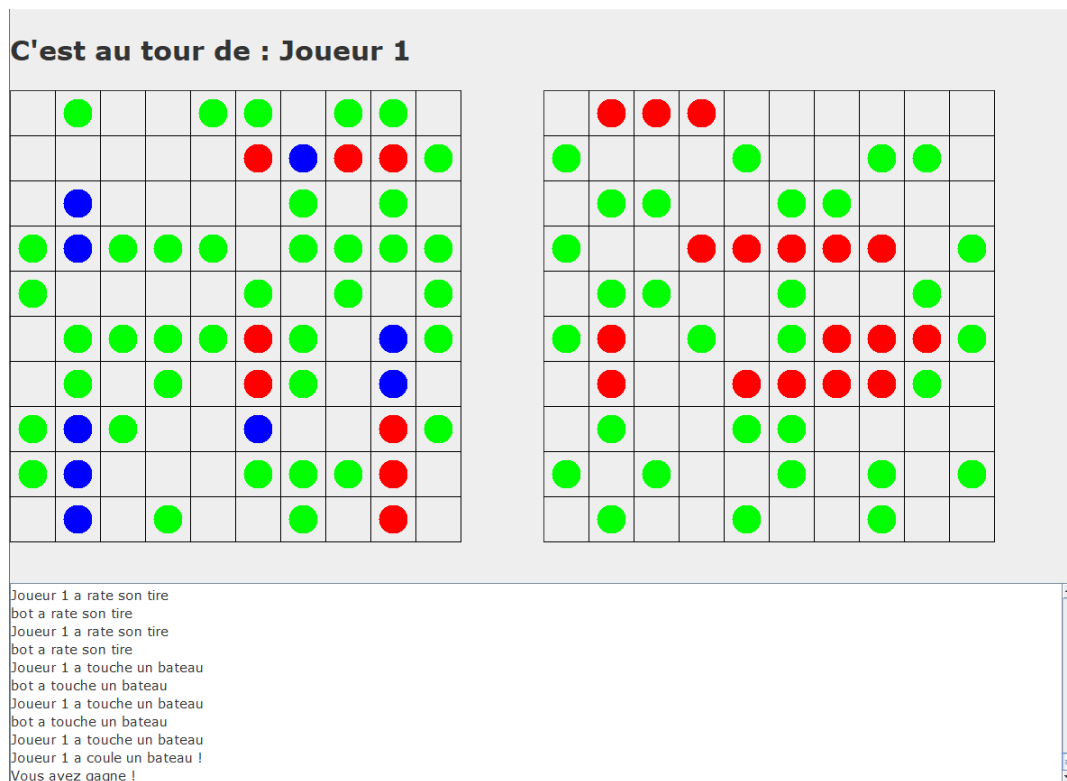 C'est au tour de : Joueur 1
Joueur 1 a rate son tire
bot a rate son tire
Joueur 1 a rate son tire
bot a rate son tire
Joueur 1 a touche un bateau
bot a touche un bateau
Joueur 1 a touche un bateau
bot a touche un bateau
Joueur 1 a touche un bateau
Joueur 1 a coule un bateau !
Vous avez gagne !